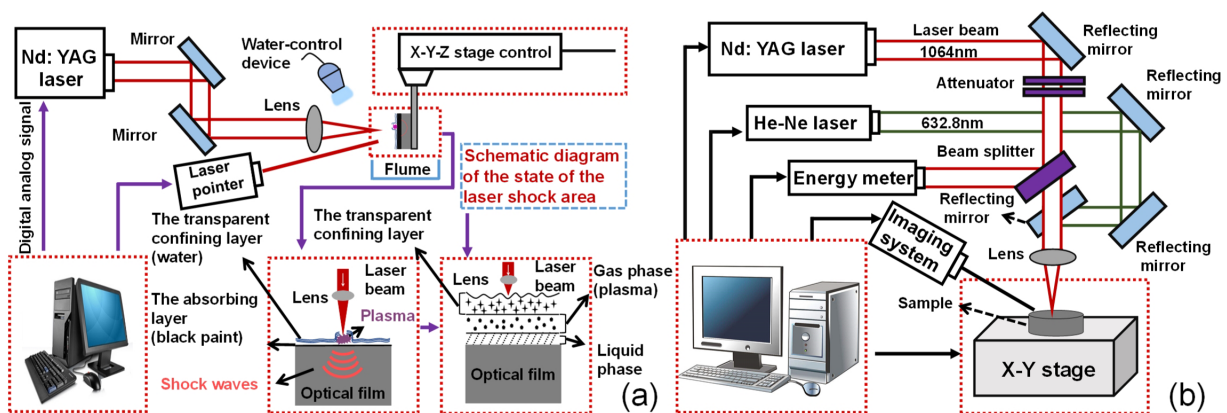 Nd: YAG
laser
Mirror
Mirror
Water-control
device
Lens
X-Y-Z stage control
Flume
Laser
pointer
Digital analog signal
Schematic diagram
of the state of the
laser shock area
The transparent
confining layer
(water)
The absorbing
layer
(black paint)
Shock waves
Lens
Laser
beam
Plasma
Optical film
The transparent
confining layer
Lens
Laser
beam
Gas phase
(plasma)
Liquid
phase
Optical film
(a)
Nd: YAG laser
Laser beam
1064nm
Reflecting
mirror
Attenuator
Reflecting
mirror
He-Ne laser
632.8nm
Beam splitter
Energy meter
Reflecting
mirror
Imaging
system
Lens
Reflecting
mirror
Sample
X-Y stage
(b)